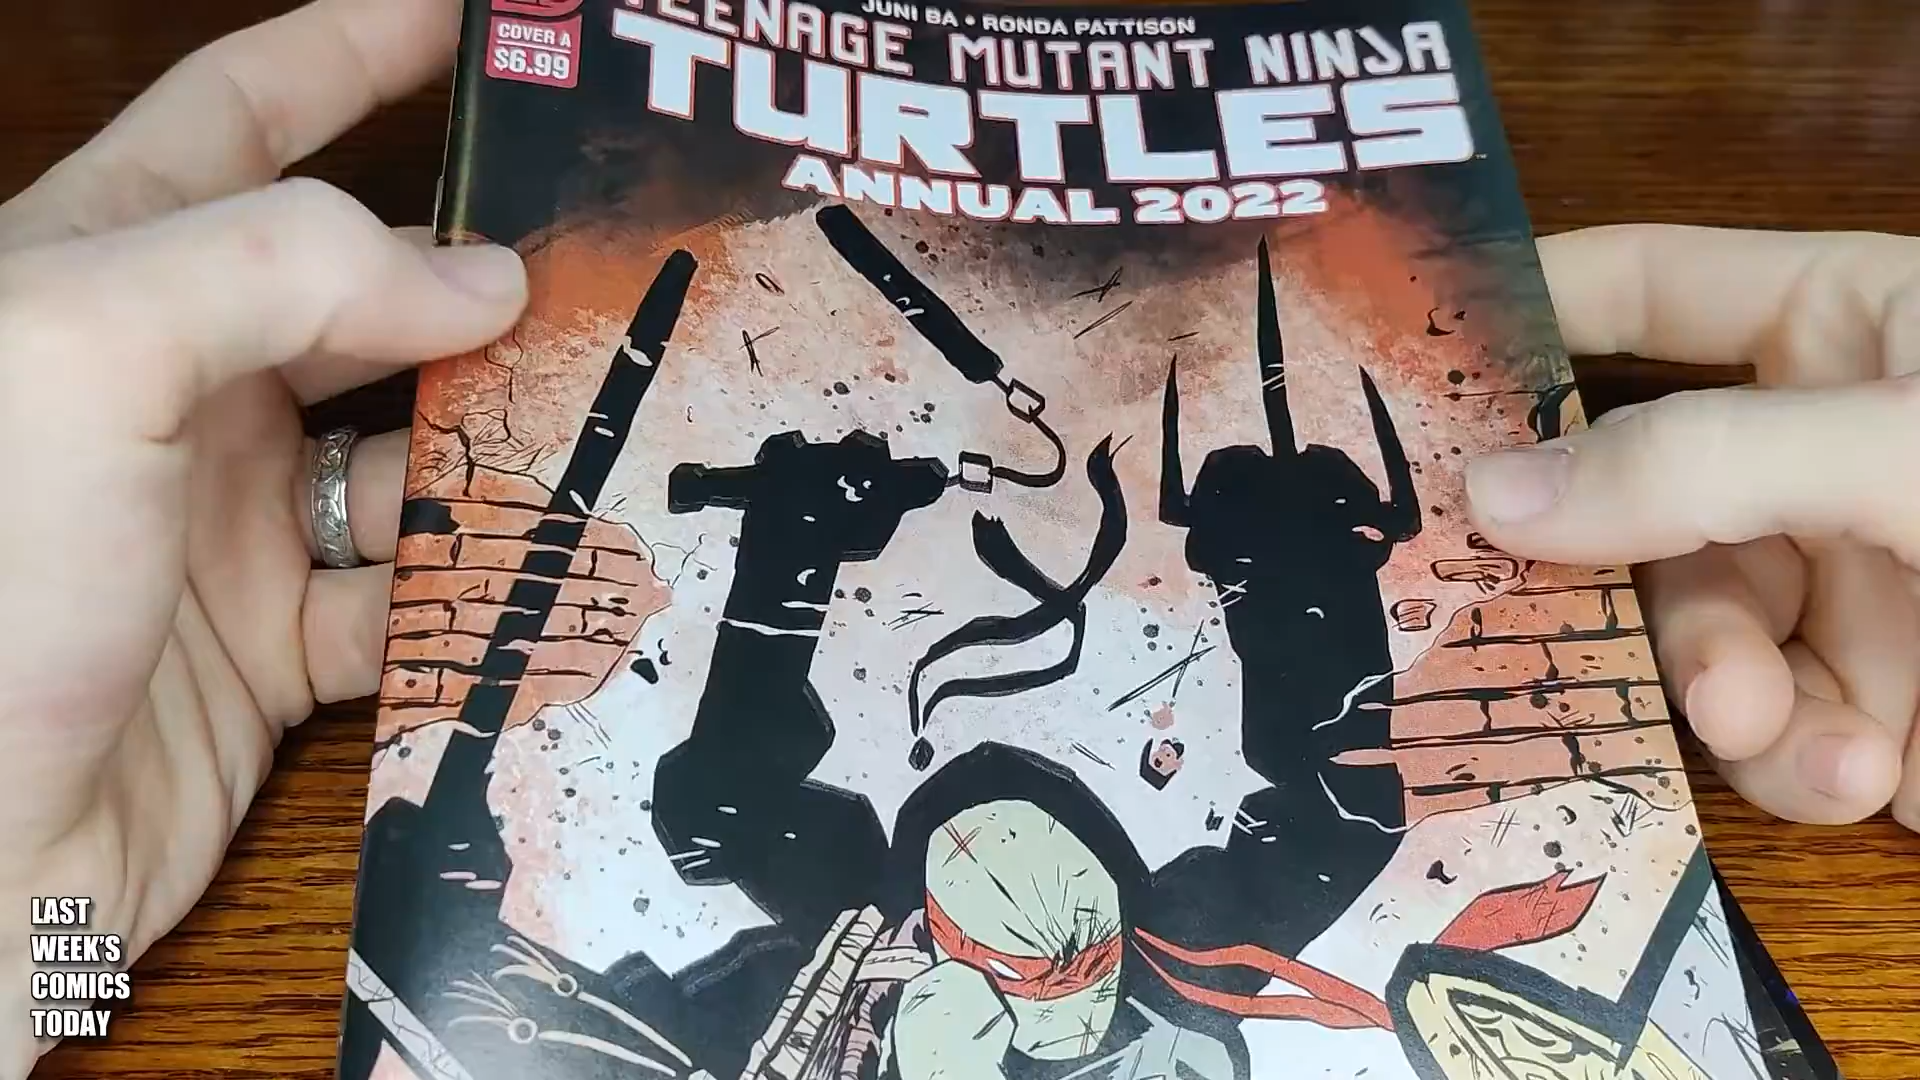 JUNI BA • RONDA PATTISON
COVER A
$6.99
TEENAGE MUTANT NINJA
TURTLES
ANNUAL 2022
LAST
WEEK'S
COMICS
TODAY